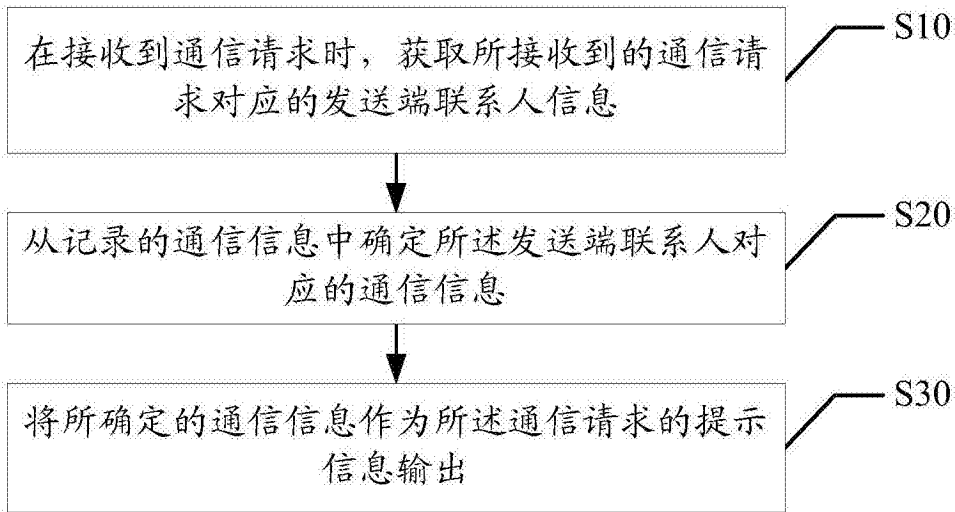 在接收到通信请求时，获取所接收到的通信请
求对应的发送端联系人信息
S10
从记录的通信信息中确定所述发送端联系人对
应的通信信息
S20
将所确定的通信信息作为所述通信请求的提示
信息输出
S30